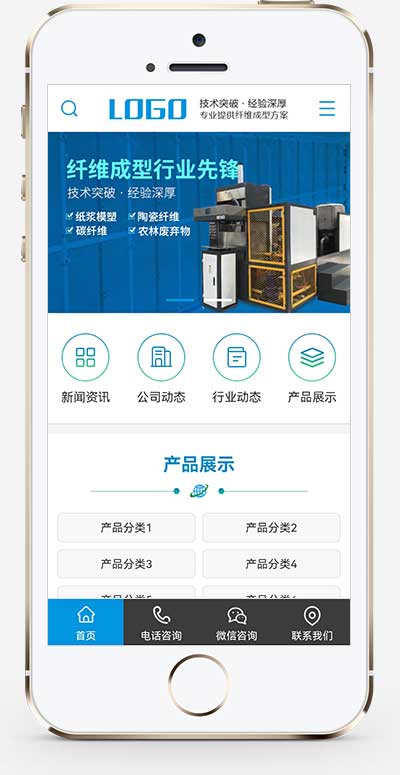 LOGO
技术突破·经验深厚
专业提供纤维成型方案
纤维成型行业先锋
技术突破·经验深厚
纸浆模塑 陶瓷纤维
碳纤维 农林废弃物
新闻资讯 公司动态 行业动态 产品展示
产品展示
产品分类1 产品分类2
产品分类3 产品分类4
产品分类5
首页 电话咨询 微信咨询 联系我们